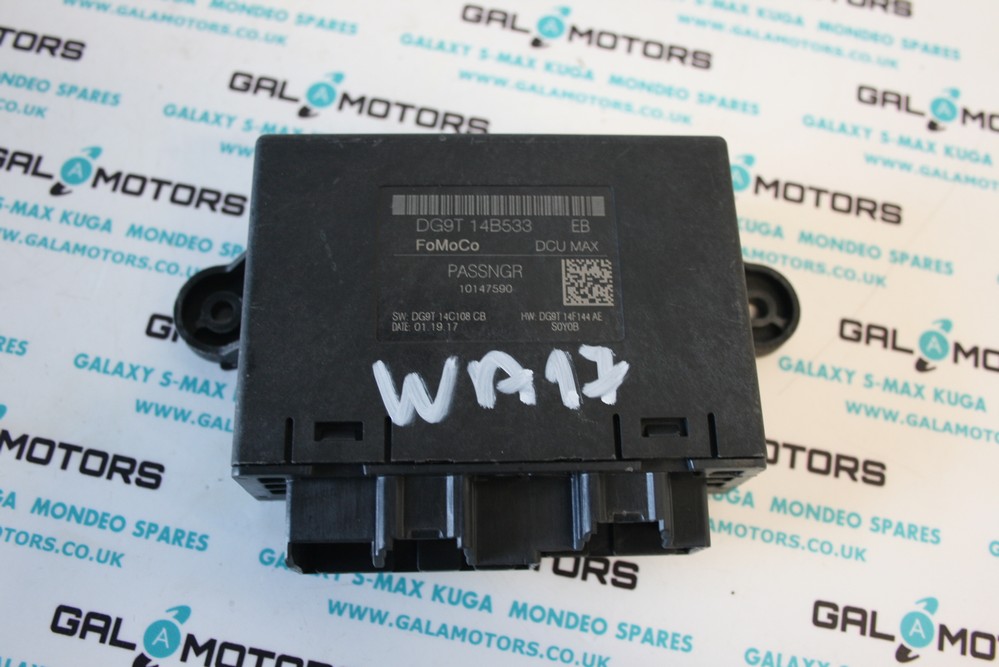 DG9T 14B533 EB
FoMoCo DCU MAX
PASSNGR
10147590
SW: DG9T 14C108 CB HW: DG9T 14F144 AE
DATE: 01.19.17 S0Y0B
WA17
GALAMOTORS
GALAXY S-MAX KUGA MONDEO SPARES
WWW.GALAMOTORS.CO.UK